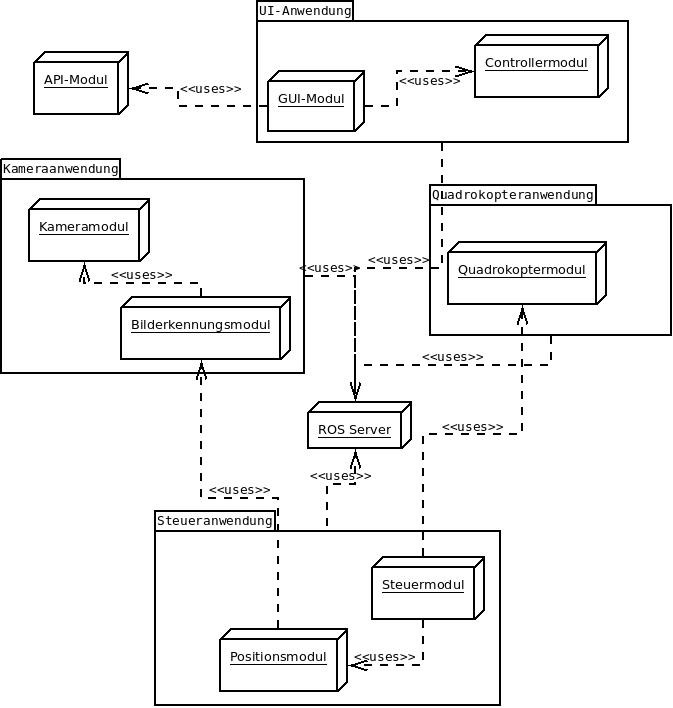 UI-Anwendung
API-Modul
<<uses>>
GUI-Modul
<<uses>>
Controllermodul
Kameraanwendung
Kameramodul
<<uses>>
Bilderkennungsmodul
<<uses>>
<<uses>>
Quadrokopteranwendung
Quadrokoptermodul
<<uses>>
ROS Server
<<uses>>
<<uses>>
<<uses>>
Steueranwendung
Steuermodul
Positionsmodul
<<uses>>